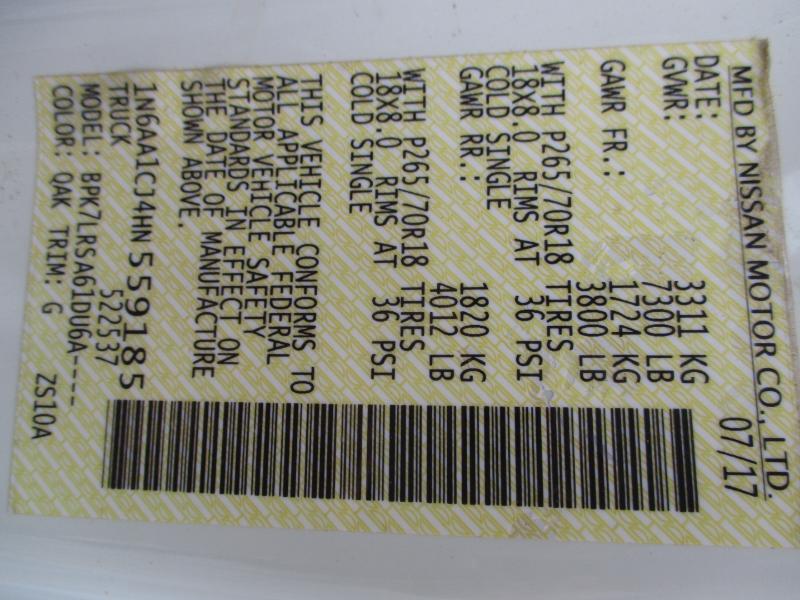 MFD BY NISSAN MOTOR CO., LTD.
DATE: 07/17
GVWR: 3311 KG
7300 LB
GAWR FR.: 1724 KG
3800 LB
WITH P265/70R18 TIRES
18X8.0 RIMS AT 36 PSI
COLD SINGLE
GAWR RR.: 1820 KG
4012 LB
WITH P265/70R18 TIRES
18X8.0 RIMS AT 36 PSI
COLD SINGLE
THIS VEHICLE CONFORMS TO
ALL APPLICABLE FEDERAL
MOTOR VEHICLE SAFETY
STANDARDS IN EFFECT ON
THE DATE OF MANUFACTURE
SHOWN ABOVE.
1N6AA1CJ4HN559185
TRUCK 522537
MODEL: BPK7LRSA61DU6A----
COLOR: QAK TRIM: G ZS10A